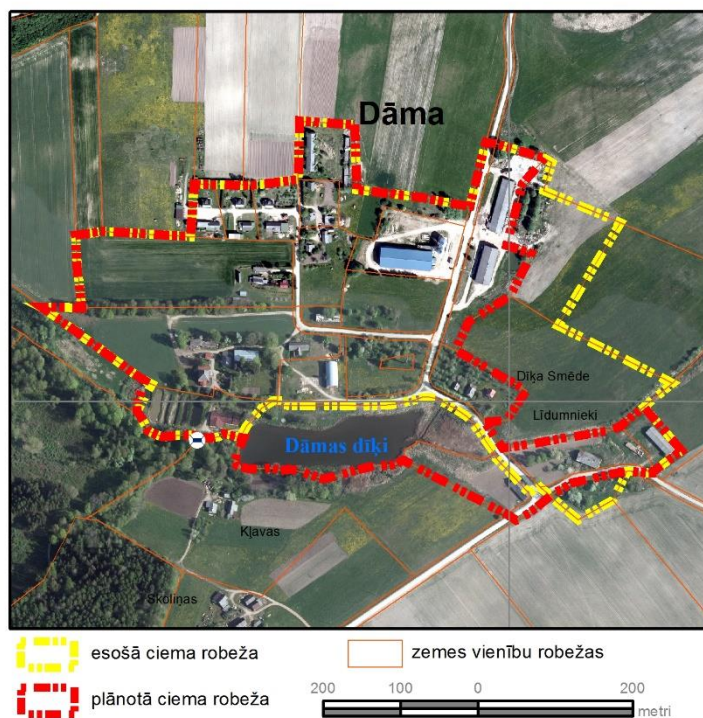 Dāma
Dīķa Smēde
Līdumnieki
Dāmas dīķi
Kļavas
Skoliņas
esošā ciema robeža
zemes vienību robežas
plānotā ciema robeža
200 100 0 200
metri